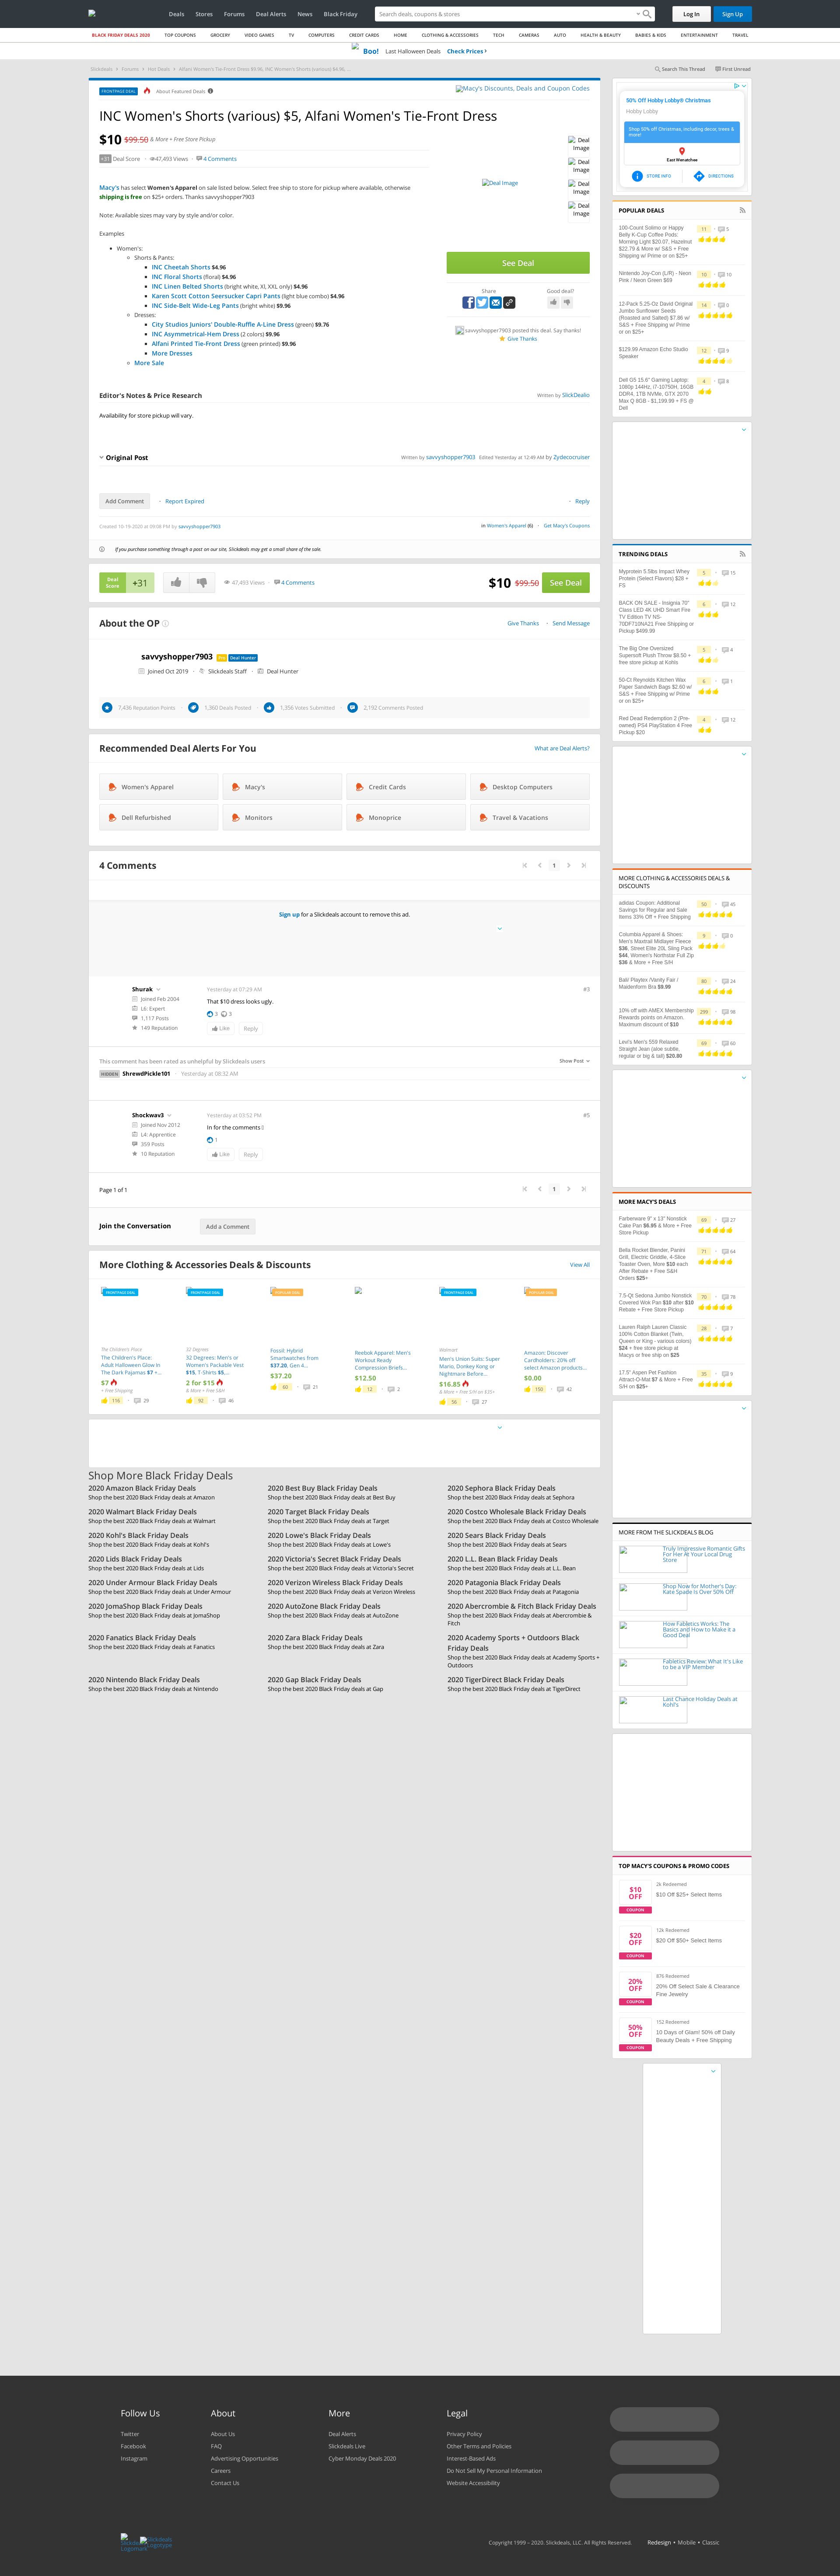 Deals Stores Forums Deal Alerts News Black Friday
Search deals, coupons & stores
Log In Sign Up
BLACK FRIDAY DEALS 2020 TOP COUPONS GROCERY VIDEO GAMES TV COMPUTERS CREDIT CARDS HOME CLOTHING & ACCESSORIES TECH CAMERAS AUTO HEALTH & BEAUTY BABIES & KIDS ENTERTAINMENT TRAVEL
Boo! Last Halloween Deals Check Prices
Slickdeals Forums Hot Deals Alfani Women's Tie-Front Dress $9.96, INC Women's Shorts (various) $4.96, ...
Search This Thread First Unread
FRONTPAGE DEAL About Featured Deals
Macy's Discounts, Deals and Coupon Codes
INC Women's Shorts (various) $5, Alfani Women's Tie-Front Dress
$10 $99.50 & More + Free Store Pickup
+31 Deal Score 47,493 Views 4 Comments
Deal Image
Deal Image
Deal Image
Deal Image
Deal Image
Macy's has select Women's Apparel on sale listed below. Select free ship to store for pickup where available, otherwise
shipping is free on $25+ orders. Thanks savvyshopper7903
Note: Available sizes may vary by style and/or color.
Examples
Women's:
Shorts & Pants:
INC Cheetah Shorts $4.96
INC Floral Shorts (floral) $4.96
INC Linen Belted Shorts (bright white, Xl, XXL only) $4.96
Karen Scott Cotton Seersucker Capri Pants (light blue combo) $4.96
INC Side-Belt Wide-Leg Pants (bright white) $9.96
Dresses:
City Studios Juniors' Double-Ruffle A-Line Dress (green) $9.76
INC Asymmetrical-Hem Dress (2 colors) $9.96
Alfani Printed Tie-Front Dress (green printed) $9.96
More Dresses
More Sale
See Deal
Share Good deal?
savvyshopper7903 posted this deal. Say thanks!
Give Thanks
Editor's Notes & Price Research Written by SlickDealio
Availability for store pickup will vary.
Original Post Written by savvyshopper7903 Edited Yesterday at 12:49 AM by Zydecocruiser
Add Comment Report Expired Reply
Created 10-19-2020 at 09:06 PM by savvyshopper7903
in Women's Apparel (6) Get Macy's Coupons
If you purchase something through a post on our site, Slickdeals may get a small share of the sale.
Deal Score +31 47,493 Views 4 Comments $10 $99.50 See Deal
About the OP Give Thanks Send Message
savvyshopper7903 Pro Deal Hunter
Joined Oct 2019 Slickdeals Staff Deal Hunter
7,436 Reputation Points 1,360 Deals Posted 1,356 Votes Submitted 2,192 Comments Posted
Recommended Deal Alerts For You What are Deal Alerts?
Women's Apparel Macy's Credit Cards Desktop Computers
Dell Refurbished Monitors Monoprice Travel & Vacations
4 Comments 1
Sign up for a Slickdeals account to remove this ad.
Shurak Yesterday at 07:29 AM #3
Joined Feb 2004
L6: Expert
1,117 Posts
149 Reputation
That $10 dress looks ugly.
3 3
Like Reply
This comment has been rated as unhelpful by Slickdeals users Show Post
HIDDEN ShrewdPickle101 Yesterday at 08:32 AM
Shockwav3 Yesterday at 03:52 PM #5
Joined Nov 2012
L4: Apprentice
359 Posts
10 Reputation
In for the comments
1
Like Reply
Page 1 of 1 1
Join the Conversation Add a Comment
More Clothing & Accessories Deals & Discounts View All
FRONTPAGE DEAL
The Children's Place
The Children's Place:
Adult Halloween Glow In
The Dark Pajamas $7 +...
$7
+ Free Shipping
116 29
FRONTPAGE DEAL
32 Degrees
32 Degrees: Men's or
Women's Packable Vest
$15, T-Shirts $5,...
2 for $15
& More + Free S&H
92 46
POPULAR DEAL
Fossil: Hybrid
Smartwatches from
$37.20, Gen 4...
$37.20
60 21
Reebok Apparel: Men's
Workout Ready
Compression Briefs...
$12.50
12 2
FRONTPAGE DEAL
Walmart
Men's Union Suits: Super
Mario, Donkey Kong or
Nightmare Before...
$16.85
& More + Free S/H on $35+
56 27
POPULAR DEAL
Amazon: Discover
Cardholders: 20% off
select Amazon products...
$0.00
150 42
Shop More Black Friday Deals
2020 Amazon Black Friday Deals
Shop the best 2020 Black Friday deals at Amazon
2020 Best Buy Black Friday Deals
Shop the best 2020 Black Friday deals at Best Buy
2020 Sephora Black Friday Deals
Shop the best 2020 Black Friday deals at Sephora
2020 Walmart Black Friday Deals
Shop the best 2020 Black Friday deals at Walmart
2020 Target Black Friday Deals
Shop the best 2020 Black Friday deals at Target
2020 Costco Wholesale Black Friday Deals
Shop the best 2020 Black Friday deals at Costco Wholesale
2020 Kohl's Black Friday Deals
Shop the best 2020 Black Friday deals at Kohl's
2020 Lowe's Black Friday Deals
Shop the best 2020 Black Friday deals at Lowe's
2020 Sears Black Friday Deals
Shop the best 2020 Black Friday deals at Sears
2020 Lids Black Friday Deals
Shop the best 2020 Black Friday deals at Lids
2020 Victoria's Secret Black Friday Deals
Shop the best 2020 Black Friday deals at Victoria's Secret
2020 L.L. Bean Black Friday Deals
Shop the best 2020 Black Friday deals at L.L. Bean
2020 Under Armour Black Friday Deals
Shop the best 2020 Black Friday deals at Under Armour
2020 Verizon Wireless Black Friday Deals
Shop the best 2020 Black Friday deals at Verizon Wireless
2020 Patagonia Black Friday Deals
Shop the best 2020 Black Friday deals at Patagonia
2020 JomaShop Black Friday Deals
Shop the best 2020 Black Friday deals at JomaShop
2020 AutoZone Black Friday Deals
Shop the best 2020 Black Friday deals at AutoZone
2020 Abercrombie & Fitch Black Friday Deals
Shop the best 2020 Black Friday deals at Abercrombie &
Fitch
2020 Fanatics Black Friday Deals
Shop the best 2020 Black Friday deals at Fanatics
2020 Zara Black Friday Deals
Shop the best 2020 Black Friday deals at Zara
2020 Academy Sports + Outdoors Black
Friday Deals
Shop the best 2020 Black Friday deals at Academy Sports +
Outdoors
2020 Nintendo Black Friday Deals
Shop the best 2020 Black Friday deals at Nintendo
2020 Gap Black Friday Deals
Shop the best 2020 Black Friday deals at Gap
2020 TigerDirect Black Friday Deals
Shop the best 2020 Black Friday deals at TigerDirect
50% Off Hobby Lobby® Christmas
Hobby Lobby
Shop 50% off Christmas, including decor, trees &
more!
East Wenatchee
STORE INFO DIRECTIONS
POPULAR DEALS
100-Count Solimo or Happy
Belly K-Cup Coffee Pods:
Morning Light $20.07, Hazelnut
$22.79 & More w/ S&S + Free
Shipping w/ Prime or on $25+
11 5
Nintendo Joy-Con (L/R) - Neon
Pink / Neon Green $69
10 10
12-Pack 5.25-Oz David Original
Jumbo Sunflower Seeds
(Roasted and Salted) $7.86 w/
S&S + Free Shipping w/ Prime
or on $25+
14 0
$129.99 Amazon Echo Studio
Speaker
12 9
Dell G5 15.6" Gaming Laptop:
1080p 144Hz, i7-10750H, 16GB
DDR4, 1TB NVMe, GTX 2070
Max Q 8GB - $1,199.99 + FS @
Dell
4 8
TRENDING DEALS
Myprotein 5.5lbs Impact Whey
Protein (Select Flavors) $26 +
FS
5 15
BACK ON SALE - Insignia 70"
Class LED 4K UHD Smart Fire
TV Edition TV NS-
70DF710NA21 Free Shipping or
Pickup $499.99
6 12
The Big One Oversized
Supersoft Plush Throw $8.50 +
free store pickup at Kohls
5 4
50-Ct Reynolds Kitchen Wax
Paper Sandwich Bags $2.60 w/
S&S + Free Shipping w/ Prime
or on $25+
6 1
Red Dead Redemption 2 (Pre-
owned) PS4 PlayStation 4 Free
Pickup $20
4 12
MORE CLOTHING & ACCESSORIES DEALS &
DISCOUNTS
adidas Coupon: Additional
Savings for Regular and Sale
Items 33% Off + Free Shipping
50 45
Columbia Apparel & Shoes:
Men's Maxtrail Midlayer Fleece
$36, Street Elite 20L Sling Pack
$44, Women's Northstar Full Zip
$36 & More + Free S/H
9 0
Bali/ Playtex /Vanity Fair /
Maidenform Bra $9.99
80 24
10% off with AMEX Membership
Rewards points on Amazon.
Maximum discount of $10
299 98
Levi's Men's 559 Relaxed
Straight Jean (aloe subtle,
regular or big & tall) $20.80
69 60
MORE MACY'S DEALS
Farberware 9" x 13" Nonstick
Cake Pan $6.95 & More + Free
Store Pickup
69 27
Bella Rocket Blender, Panini
Grill, Electric Griddle, 4-Slice
Toaster Oven, More $10 each
After Rebate + Free S&H
Orders $25+
71 64
7.5-Qt Sedona Jumbo Nonstick
Covered Wok Pan $10 after $10
Rebate + Free Store Pickup
70 78
Lauren Ralph Lauren Classic
100% Cotton Blanket (Twin,
Queen or King - various colors)
$24 + free store pickup at
Macys or free ship on $25
28 7
17.5" Aspen Pet Fashion
Attract-O-Mat $7 & More + Free
S/H on $25+
35 9
MORE FROM THE SLICKDEALS BLOG
Truly Impressive Romantic Gifts
For Her At Your Local Drug
Store
Shop Now for Mother's Day:
Kate Spade Is Over 50% Off
How Fabletics Works: The
Basics and How to Make it a
Good Deal
Fabletics Review: What It's Like
to be a VIP Member
Last Chance Holiday Deals at
Kohl's
TOP MACY'S COUPONS & PROMO CODES
$10 OFF COUPON 2k Redeemed
$10 Off $25+ Select Items
$20 OFF COUPON 12k Redeemed
$20 Off $50+ Select Items
20% OFF COUPON 876 Redeemed
20% Off Select Sale & Clearance
Fine Jewelry
50% OFF COUPON 152 Redeemed
10 Days of Glam! 50% off Daily
Beauty Deals + Free Shipping
Follow Us
Twitter
Facebook
Instagram
About
About Us
FAQ
Advertising Opportunities
Careers
Contact Us
More
Deal Alerts
Slickdeals Live
Cyber Monday Deals 2020
Legal
Privacy Policy
Other Terms and Policies
Interest-Based Ads
Do Not Sell My Personal Information
Website Accessibility
Slickdeals Logotype
Copyright 1999 – 2020. Slickdeals, LLC. All Rights Reserved. Redesign • Mobile • Classic